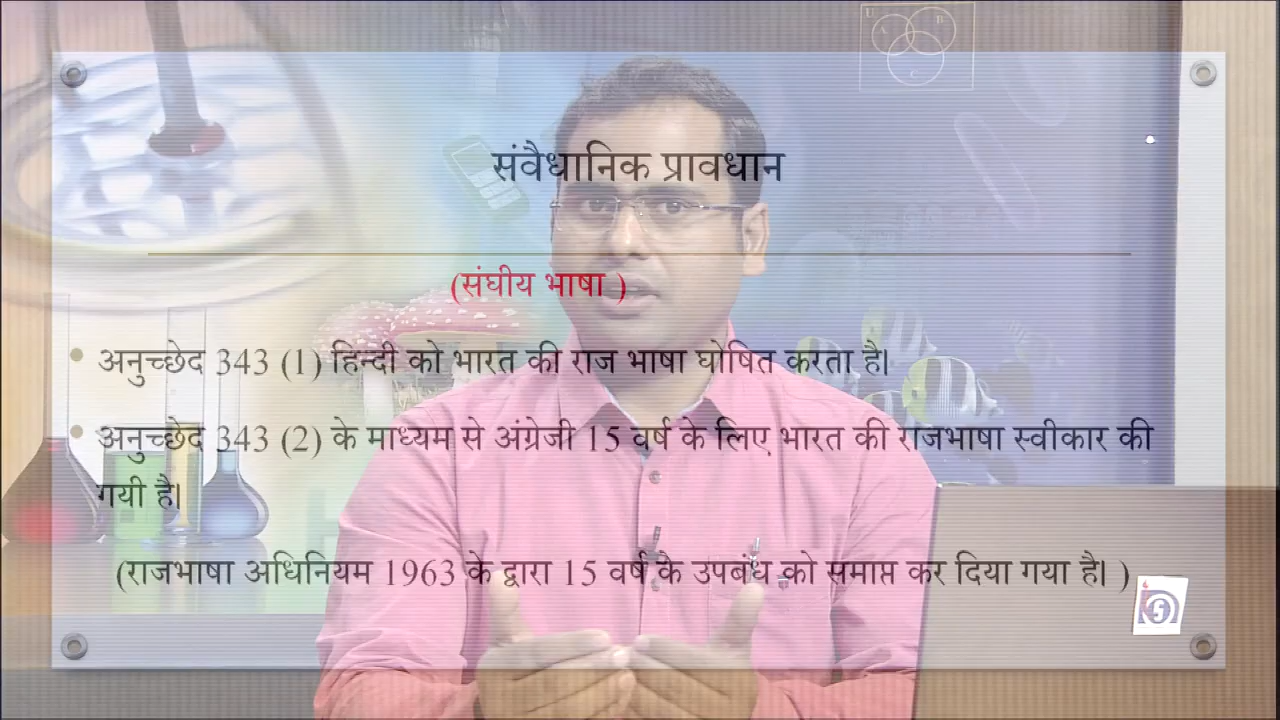 संवैधानिक प्रावधान
(संघीय भाषा )
अनुच्छेद 343 (1) हिन्दी को भारत की राज भाषा घोषित करता है।
अनुच्छेद 343 (2) के माध्यम से अंग्रेजी 15 वर्ष के लिए भारत की राजभाषा स्वीकार की
गयी है।
(राजभाषा अधिनियम 1963 के द्वारा 15 वर्ष के उपबंध को समाप्त कर दिया गया है। )
U
A
B
C